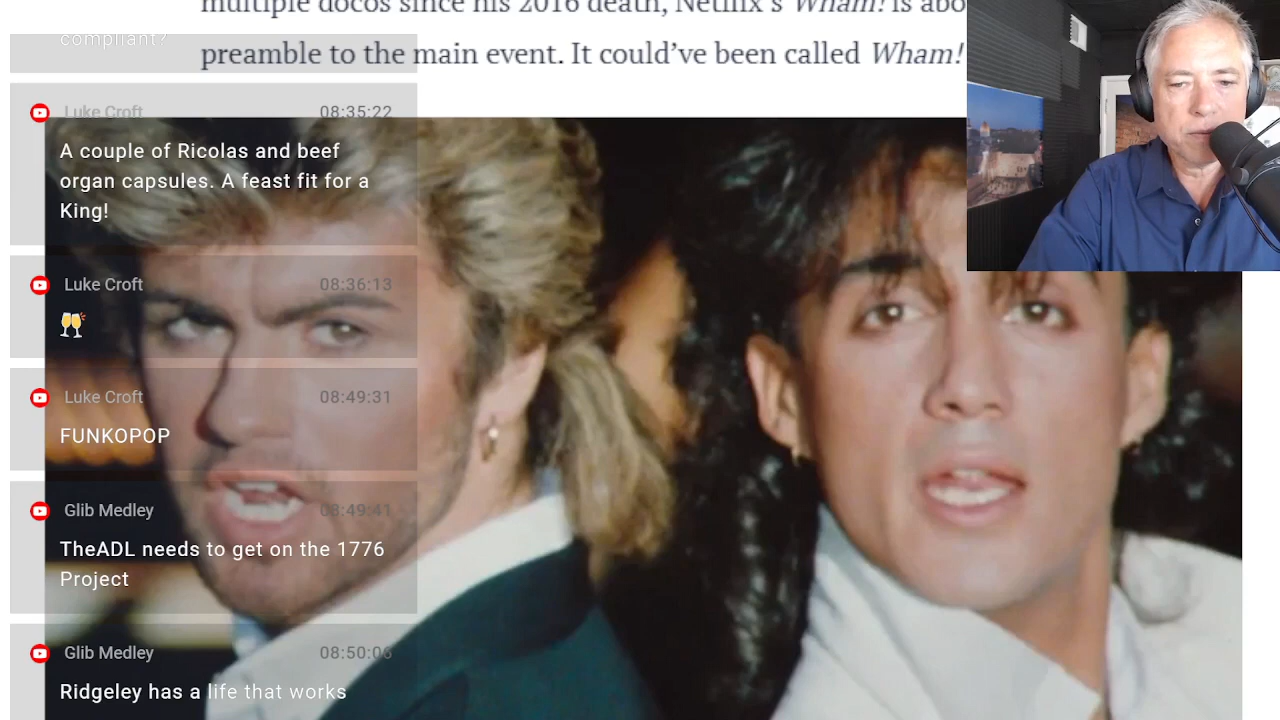 multiple docos since his 2016 death, Netflix's Wham! is abo
compliant?
preamble to the main event. It could've been called Wham!
Luke Croft 08:35:22
A couple of Ricolas and beef
organ capsules. A feast fit for a
King!
Luke Croft 08:36:13
🥂
Luke Croft 08:49:31
FUNKOPOP
Glib Medley 08:49:41
TheADL needs to get on the 1776
Project
Glib Medley 08:50:06
Ridgeley has a life that works